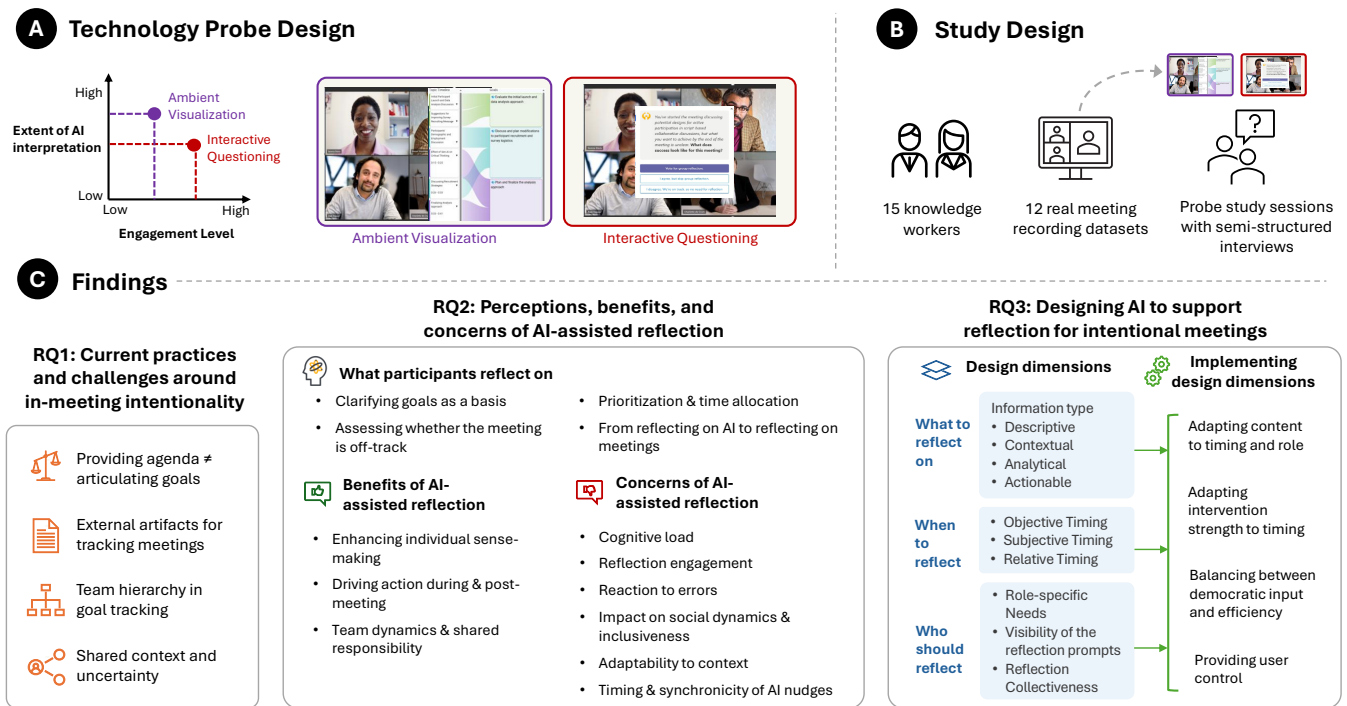 A Technology Probe Design
High
Extent of AI
interpretation
Low
Low
High
Engagement Level
Ambient
Visualization
Interactive
Questioning
Ambient Visualization
What does
success look like for this meeting?
Interactive Questioning
B Study Design
15 knowledge
workers
12 real meeting
recording datasets
?
Probe study sessions
with semi-structured
interviews
C Findings
RQ1: Current practices
and challenges around
in-meeting intentionality
Providing agenda ≠
articulating goals
External artifacts for
tracking meetings
Team hierarchy in
goal tracking
Shared context and
uncertainty
RQ2: Perceptions, benefits, and
concerns of AI-assisted reflection
What participants reflect on
• Clarifying goals as a basis
• Assessing whether the meeting
is off-track
• Prioritization & time allocation
• From reflecting on AI to reflecting on
meetings
Benefits of AI-
assisted reflection
• Enhancing individual sense-
making
• Driving action during & post-
meeting
• Team dynamics & shared
responsibility
Concerns of AI-
assisted reflection
• Cognitive load
• Reflection engagement
• Reaction to errors
• Impact on social dynamics &
inclusiveness
• Adaptability to context
• Timing & synchronicity of AI nudges
RQ3: Designing AI to support
reflection for intentional meetings
Design dimensions
What to
reflect
on
Information type
• Descriptive
• Contextual
• Analytical
• Actionable
When
to
reflect
• Objective Timing
• Subjective Timing
• Relative Timing
Who
should
reflect
• Role-specific
Needs
• Visibility of the
reflection prompts
• Reflection
Collectiveness
Implementing
design dimensions
Adapting content
to timing and role
Adapting
intervention
strength to timing
Balancing between
democratic input
and efficiency
Providing user
control